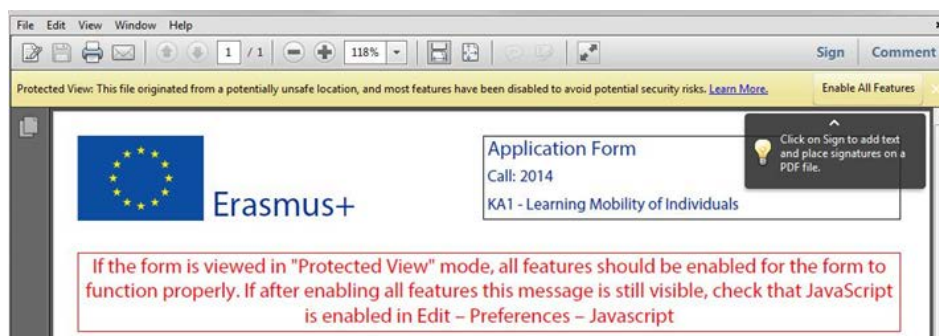 File Edit View Window Help
1 / 1 118% Sign Comment
Protected View: This file originated from a potentially unsafe location, and most features have been disabled to avoid potential security risks. Learn More. Enable All Features
Click on Sign to add text
and place signatures on a
PDF file.
Erasmus+
Application Form
Call: 2014
KA1 - Learning Mobility of Individuals
If the form is viewed in "Protected View" mode, all features should be enabled for the form to
function properly. If after enabling all features this message is still visible, check that JavaScript
is enabled in Edit – Preferences – Javascript